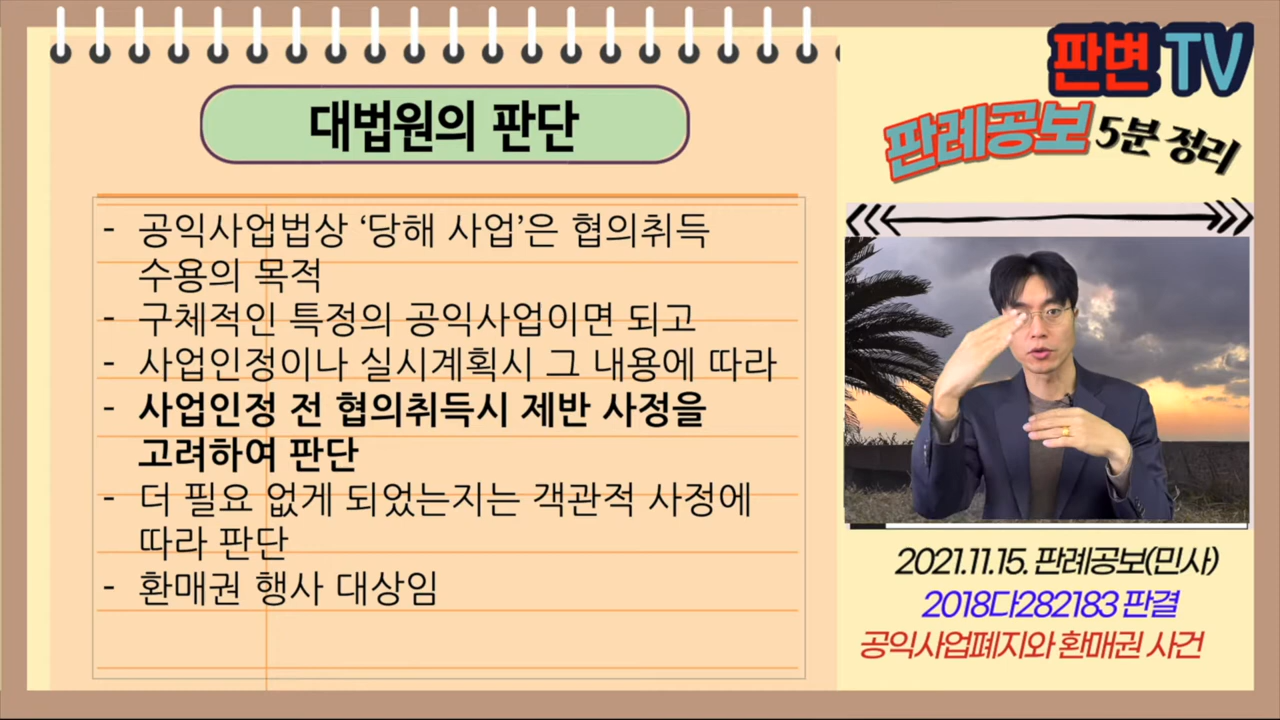 대법원의 판단
- 공익사업법상 ‘당해 사업’은 협의취득
수용의 목적
- 구체적인 특정의 공익사업이면 되고
- 사업인정이나 실시계획시 그 내용에 따라
- 사업인정 전 협의취득시 제반 사정을
고려하여 판단
- 더 필요 없게 되었는지는 객관적 사정에
따라 판단
- 환매권 행사 대상임
판변 TV
판례공보 5분 정리
2021.11.15. 판례공보(민사)
2018다282183 판결
공익사업폐지와 환매권 사건